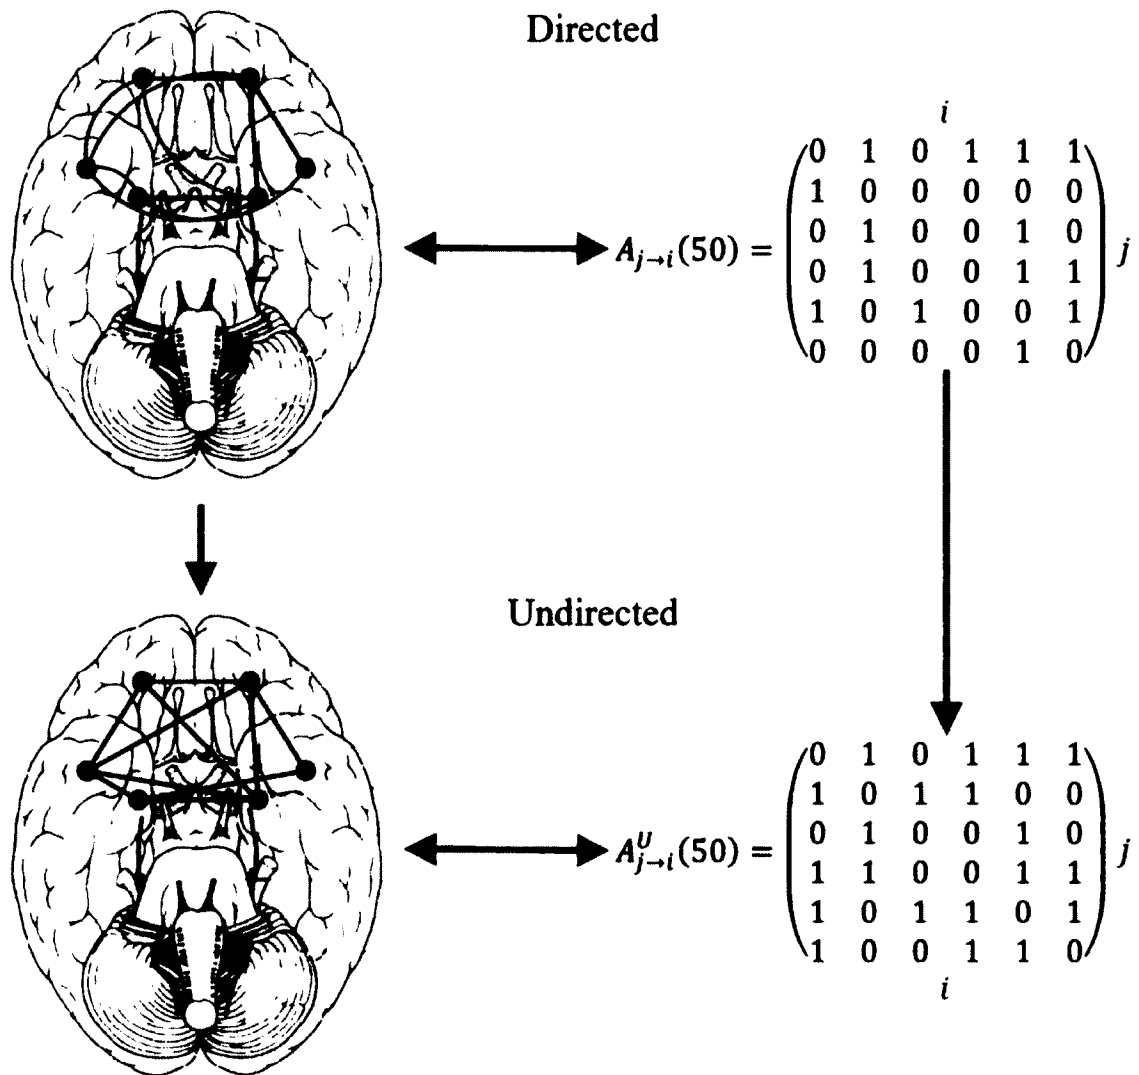 Directed
i
0 1 0 1 1 1
1 0 0 0 0 0
0 1 0 0 1 0
A_{j→i}(50) =
0 1 0 0 1 1
j
1 0 1 0 0 1
0 0 0 0 1 0
Undirected
0 1 0 1 1 1
1 0 1 1 0 0
0 1 0 0 1 0
A^U_{j→i}(50) =
1 1 0 0 1 1
j
1 0 1 1 0 1
1 0 0 1 1 0
i